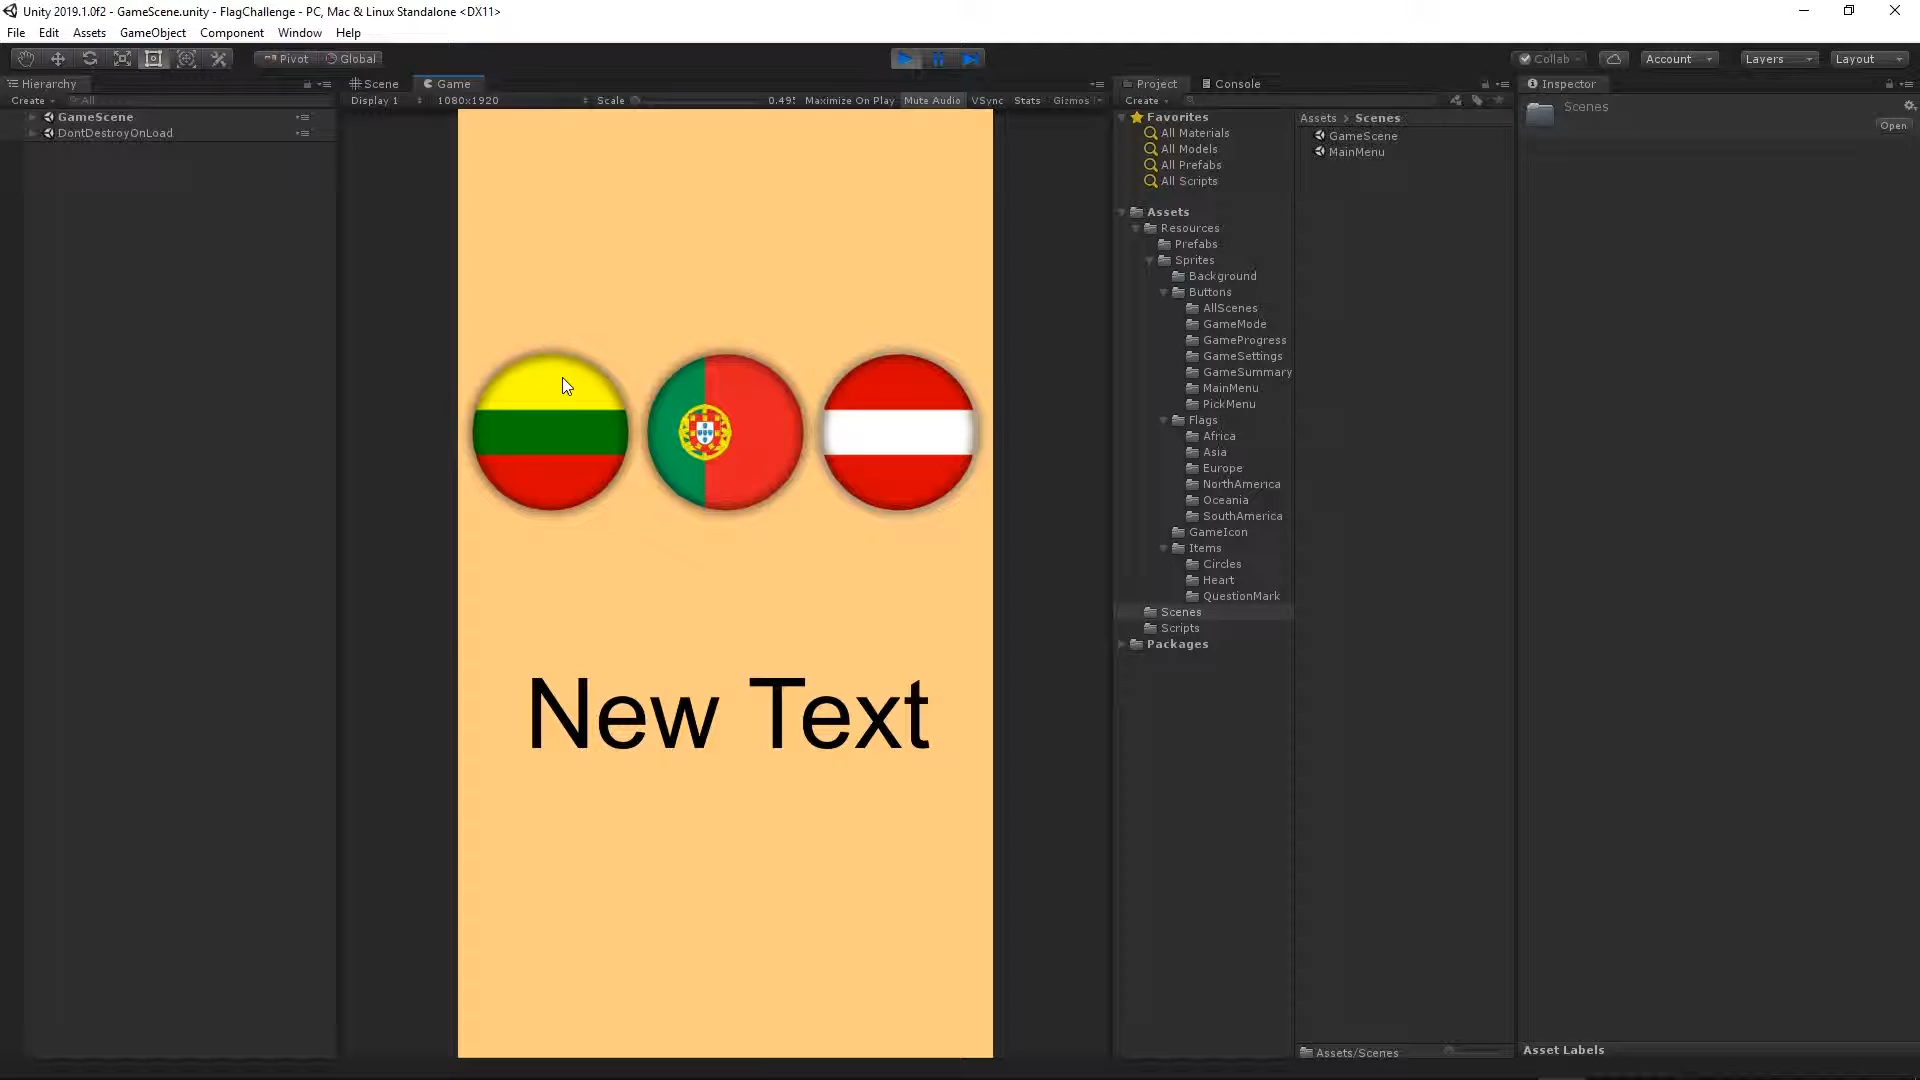 Unity 2019.1.0f2 - GameScene.unity - FlagChallenge - PC, Mac & Linux Standalone <DX11>
File Edit Assets GameObject Component Window Help
Pivot Global Collab Account Layers Layout
Hierarchy Scene Game Project Console Inspector
Create All Display 1 1080x1920 Scale 0.49 Maximize On Play Mute Audio VSync Stats Gizmos Create
GameScene
DontDestroyOnLoad
New Text
Favorites
All Materials
All Models
All Prefabs
All Scripts
Assets
Resources
Prefabs
Sprites
Background
Buttons
AllScenes
GameMode
GameProgress
GameSettings
GameSummary
MainMenu
PickMenu
Flags
Africa
Asia
Europe
NorthAmerica
Oceania
SouthAmerica
GameIcon
Items
Circles
Heart
QuestionMark
Scenes
Scripts
Packages
Assets > Scenes
GameScene
MainMenu
Assets/Scenes
Scenes
Open
Asset Labels